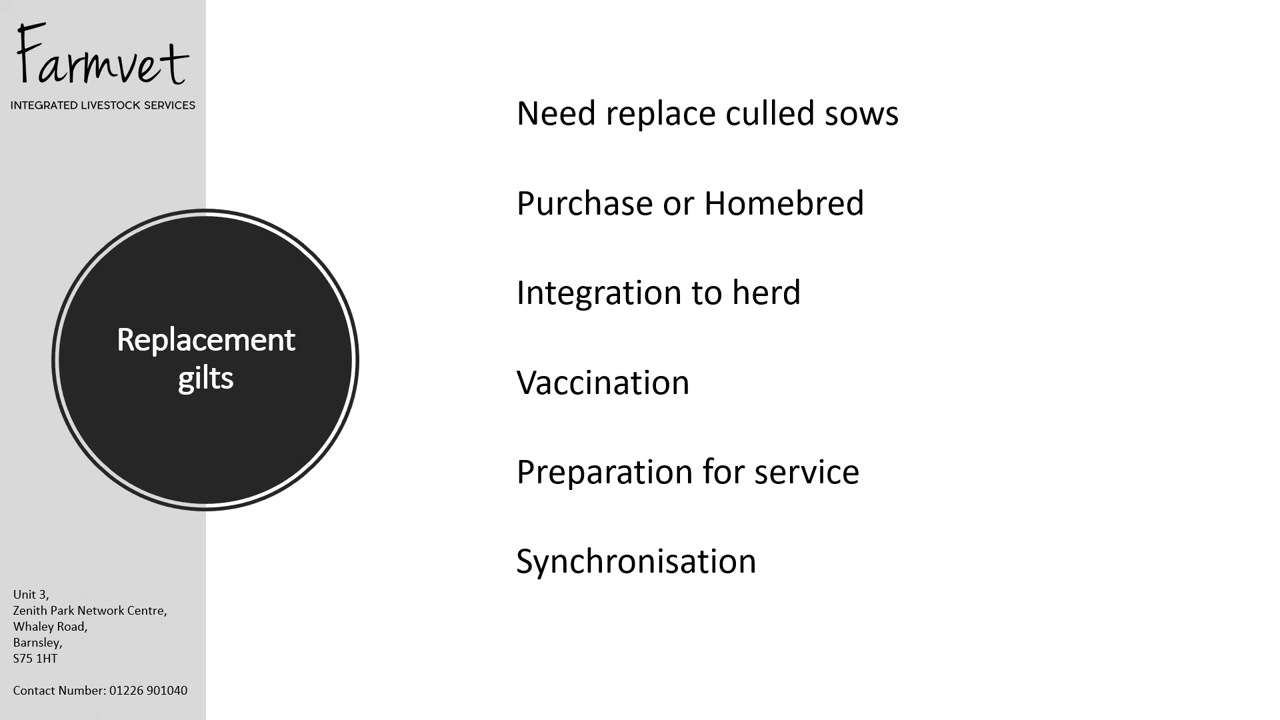 Farmvet
INTEGRATED LIVESTOCK SERVICES
Replacement
gilts
Need replace culled sows
Purchase or Homebred
Integration to herd
Vaccination
Preparation for service
Synchronisation
Unit 3,
Zenith Park Network Centre,
Whaley Road,
Barnsley,
S75 1HT
Contact Number: 01226 901040